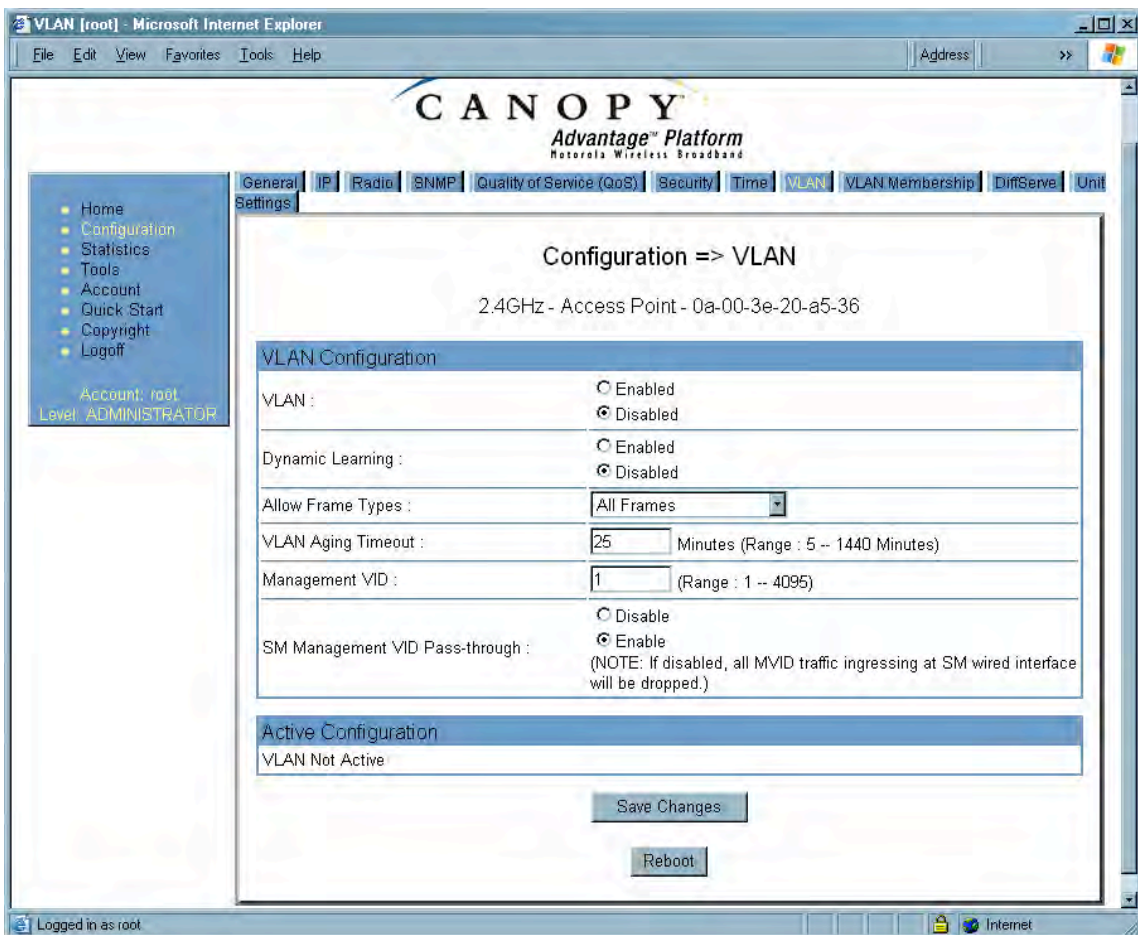 VLAN [root] - Microsoft Internet Explorer
File Edit View Favorites Tools Help Address >>
CANOPY™
Advantage™ Platform
Motorola Wireless Broadband
General IP Radio SNMP Quality of Service (QoS) Security Time VLAN VLAN Membership DiffServe Unit
Settings
Home
Configuration
Statistics
Tools
Account
Quick Start
Copyright
Logoff
Account: root
Level: ADMINISTRATOR
Configuration => VLAN
2.4GHz - Access Point - 0a-00-3e-20-a5-36
VLAN Configuration
VLAN :
Enabled
Disabled
Dynamic Learning :
Enabled
Disabled
Allow Frame Types : All Frames
VLAN Aging Timeout : 25 Minutes (Range : 5 -- 1440 Minutes)
Management VID : 1 (Range : 1 -- 4095)
SM Management VID Pass-through :
Disable
Enable
(NOTE: If disabled, all MVID traffic ingressing at SM wired interface
will be dropped.)
Active Configuration
VLAN Not Active
Save Changes
Reboot
Logged in as root Internet